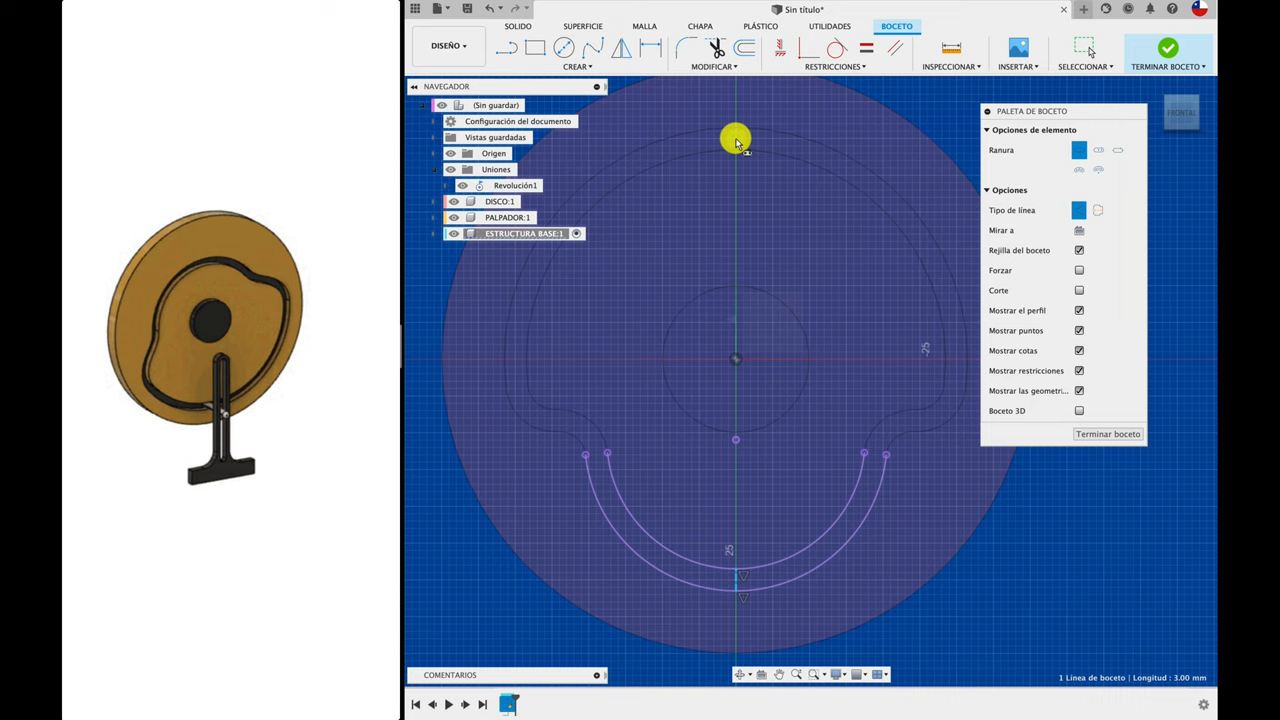 Sin título*
SOLIDO SUPERFICIE MALLA CHAPA PLÁSTICO UTILIDADES BOCETO
DISEÑO
CREAR MODIFICAR RESTRICCIONES INSPECCIONAR INSERTAR SELECCIONAR TERMINAR BOCETO
NAVEGADOR
(Sin guardar)
Configuración del documento
Vistas guardadas
Origen
Uniones
Revolución1
DISCO:1
PALPADOR:1
ESTRUCTURA BASE:1
FRONTAL
PALETA DE BOCETO
Opciones de elemento
Ranura
Opciones
Tipo de línea
Mirar a
Rejilla del boceto
Forzar
Corte
Mostrar el perfil
Mostrar puntos
Mostrar cotas
Mostrar restricciones
Mostrar las geometrí...
Boceto 3D
Terminar boceto
-25
25
COMENTARIOS
1 Línea de boceto | Longitud : 3.00 mm